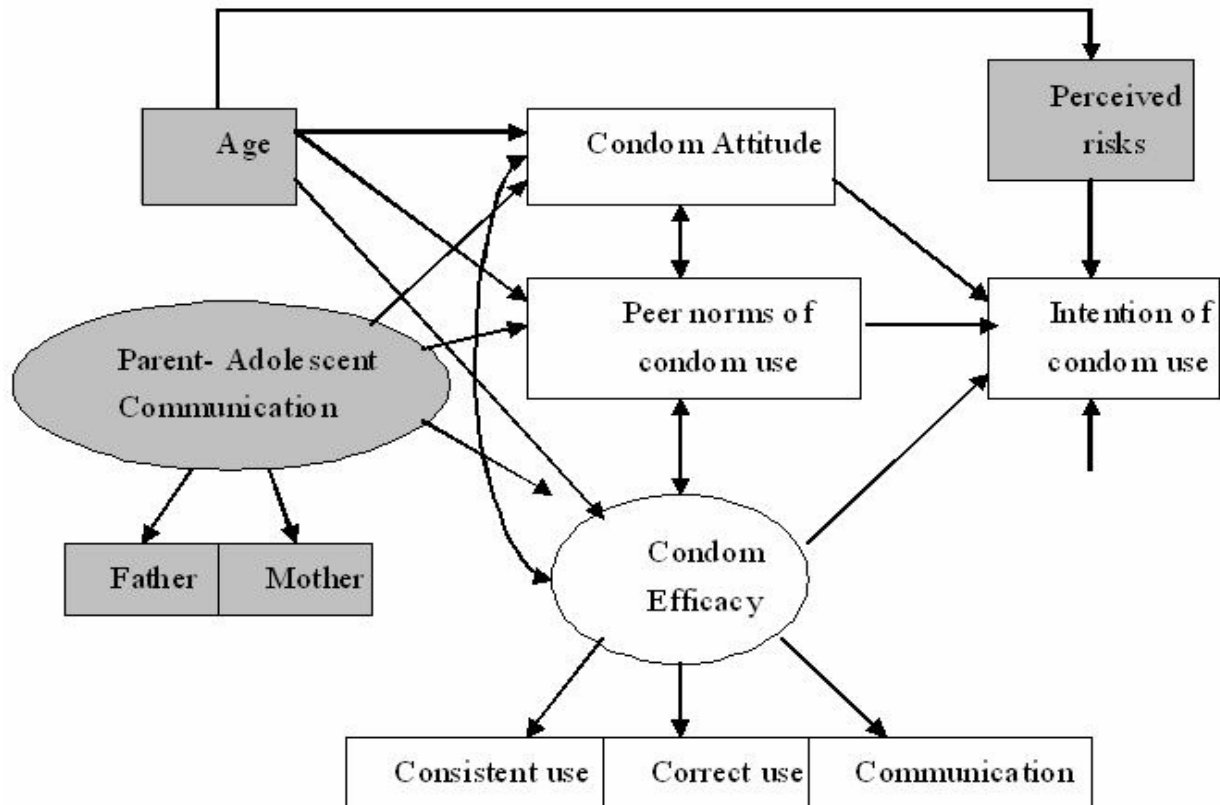 Perceived
risks
Age
Condom Attitude
Peer norms of
condom use
Intention of
condom use
Parent- Adolescent
Communication
Father
Mother
Condom
Efficacy
Consistent use
Correct use
Communication